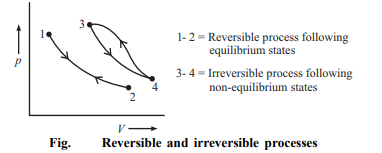 3
1
p
4
2
V
1- 2 = Reversible process following
equilibrium states
3- 4 = Irreversible process following
non-equilibrium states
Fig. Reversible and irreversible processes